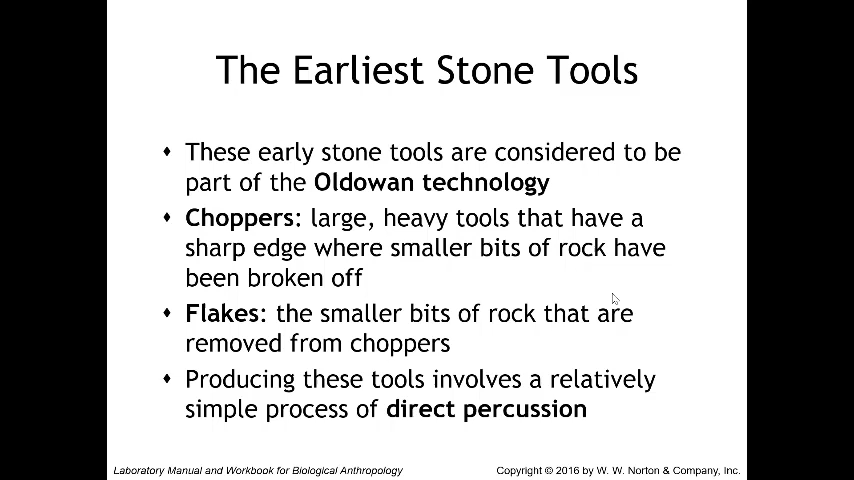 The Earliest Stone Tools
♦ These early stone tools are considered to be
part of the Oldowan technology
♦ Choppers: large, heavy tools that have a
sharp edge where smaller bits of rock have
been broken off
♦ Flakes: the smaller bits of rock that are
removed from choppers
♦ Producing these tools involves a relatively
simple process of direct percussion
Laboratory Manual and Workbook for Biological Anthropology
Copyright © 2016 by W. W. Norton & Company, Inc.